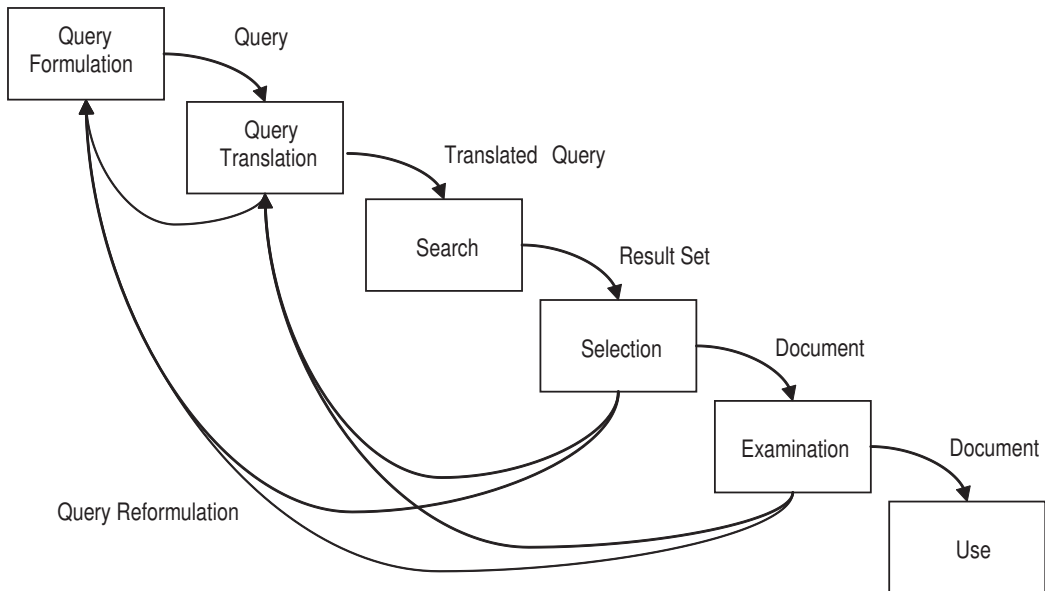 Query
Formulation
Query
Query
Translation
Translated Query
Search
Result Set
Selection
Document
Examination
Document
Query Reformulation
Use